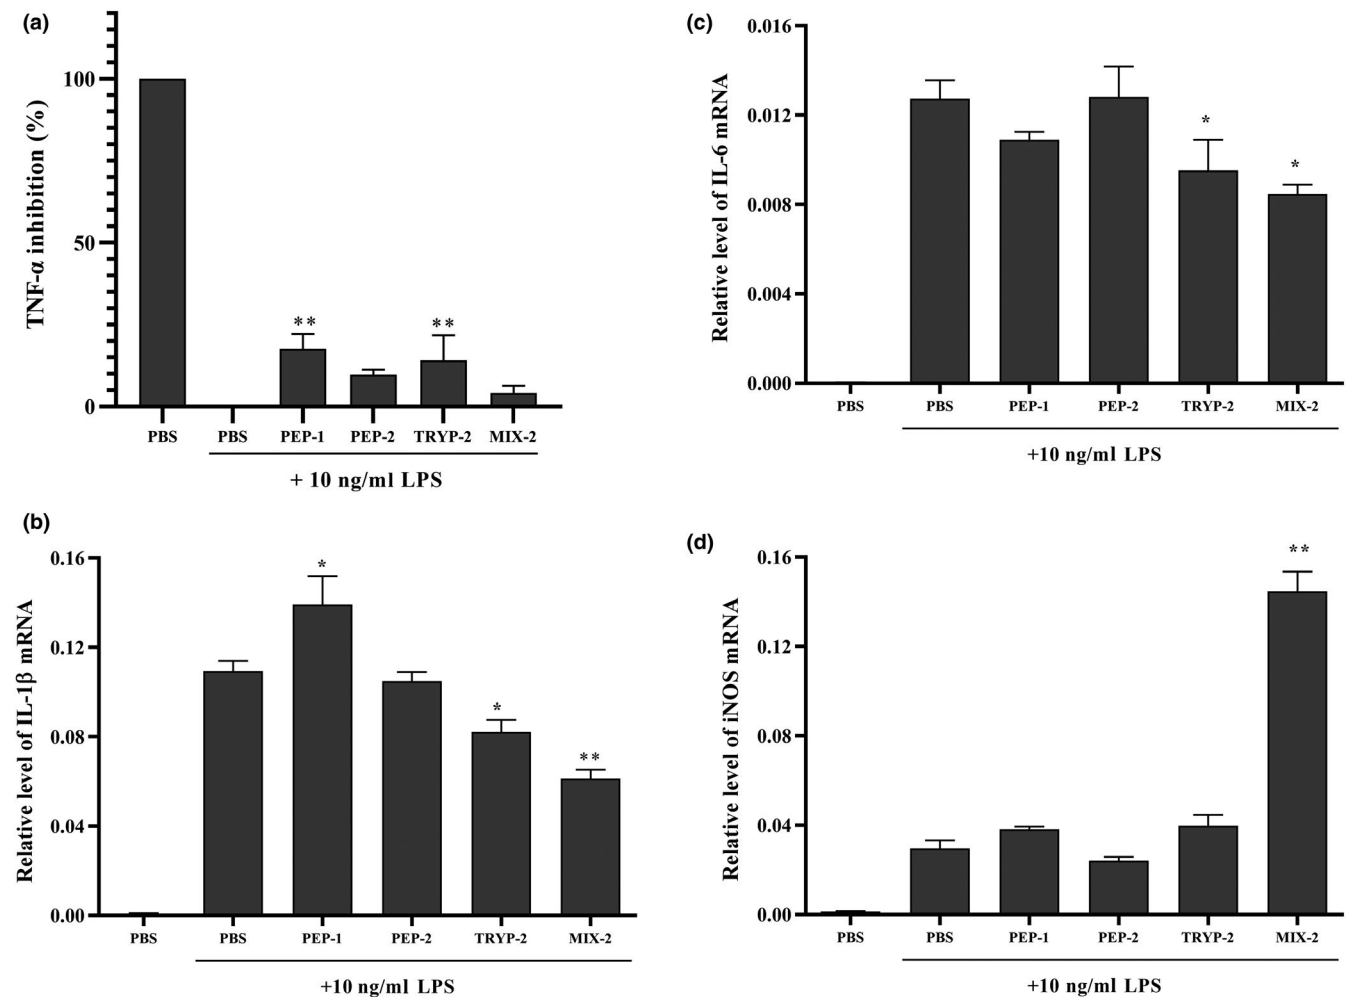 (a)
TNF-α inhibition (%)
100
50
0
PBS PBS PEP-1 PEP-2 TRYP-2 MIX-2
** **
+ 10 ng/ml LPS
(b)
Relative level of IL-1β mRNA
0.16
0.12
0.08
0.04
0.00
* * **
PBS PBS PEP-1 PEP-2 TRYP-2 MIX-2
+10 ng/ml LPS
(c)
Relative level of IL-6 mRNA
0.016
0.012
0.008
0.004
0.000
* *
PBS PBS PEP-1 PEP-2 TRYP-2 MIX-2
+10 ng/ml LPS
(d)
Relative level of iNOS mRNA
0.16
0.12
0.08
0.04
0.00
**
PBS PBS PEP-1 PEP-2 TRYP-2 MIX-2
+10 ng/ml LPS